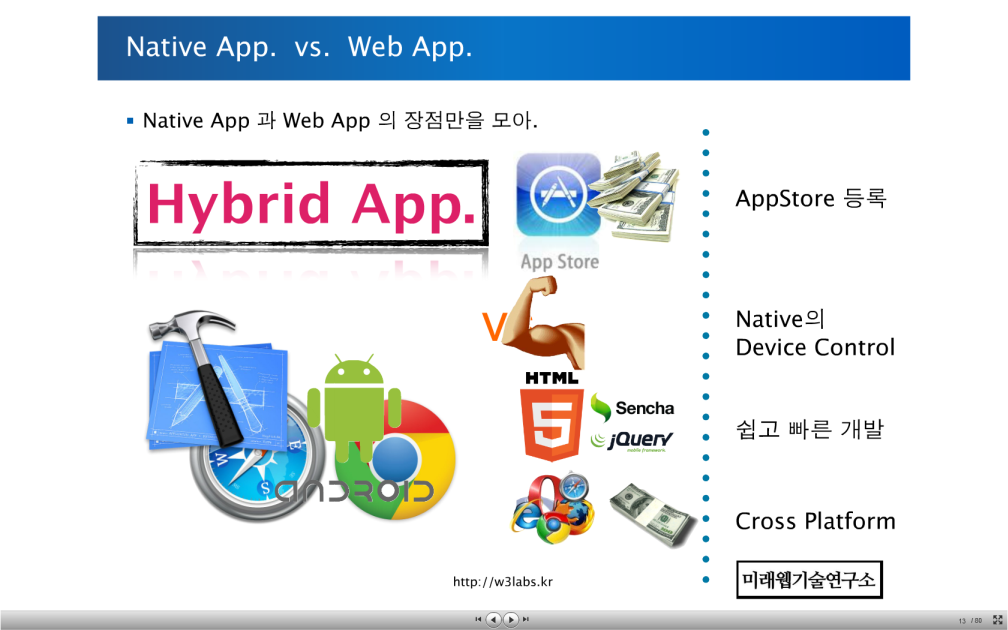 Native App. vs. Web App.
Native App 과 Web App 의 장점만을 모아.
Hybrid App.
App Store
AppStore 등록
V
Native의
Device Control
HTML
5
Sencha
jQuery
mobile framework.
쉽고 빠른 개발
W
S
ANDROID
Cross Platform
http://w3labs.kr
미래웹기술연구소
13 / 80